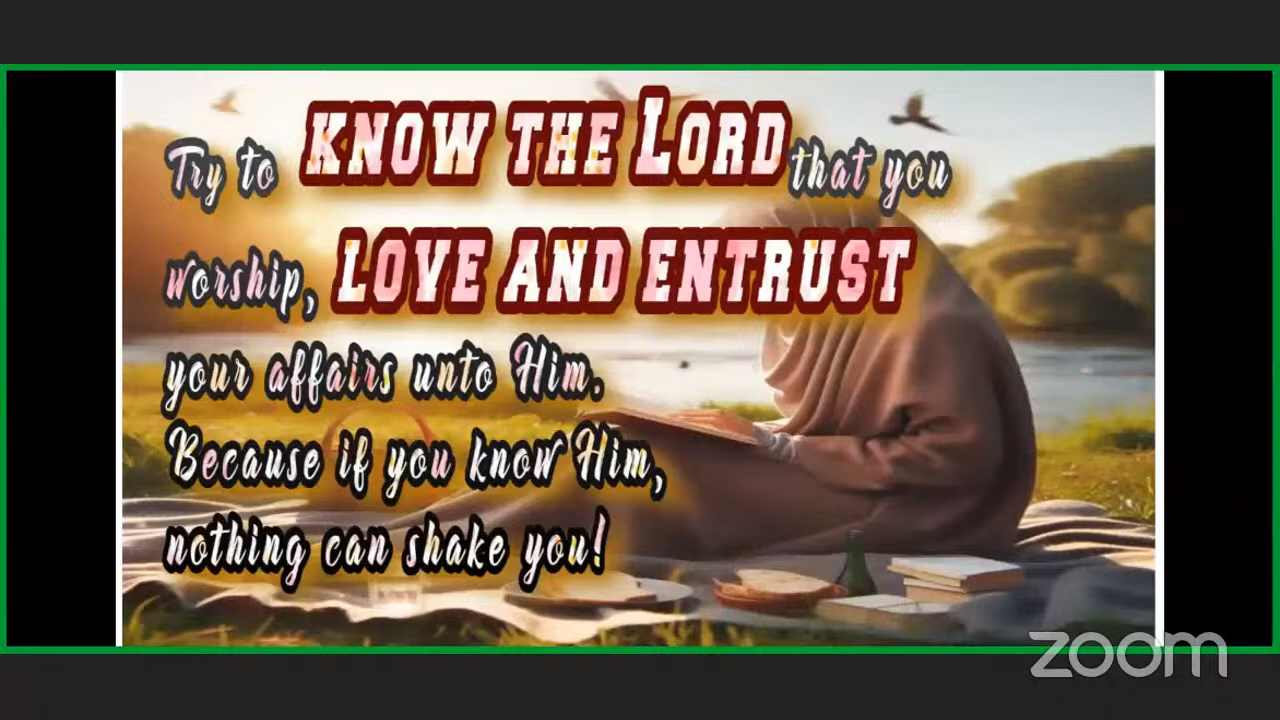 Try to KNOW THE LORD that you
worship, LOVE AND ENTRUST
your affairs unto Him.
Because if you know Him,
nothing can shake you!
zoom